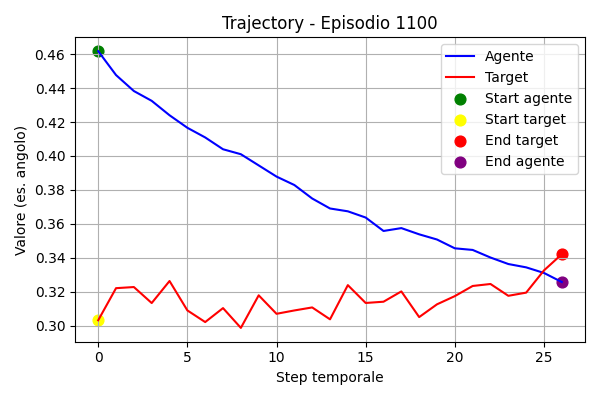 Trajectory - Episodio 1100
Agente
Target
Start agente
Start target
End target
End agente
Valore (es. angolo)
0.46
0.44
0.42
0.40
0.38
0.36
0.34
0.32
0.30
0
5
10
15
20
25
Step temporale